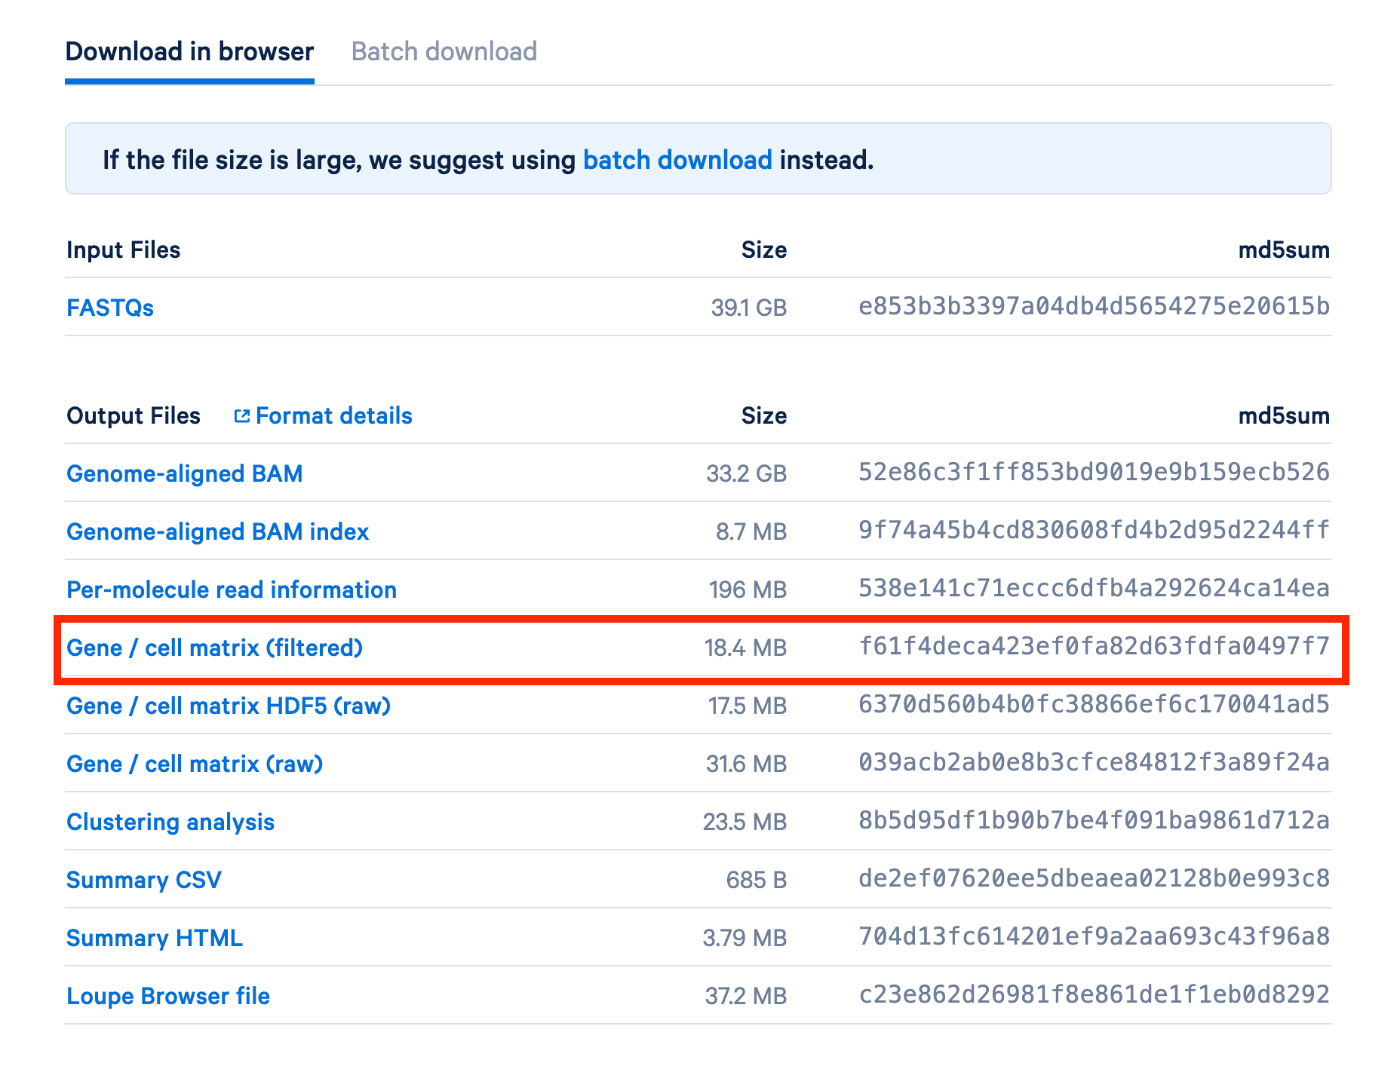 Download in browser Batch download
If the file size is large, we suggest using batch download instead.
Input Files Size md5sum
FASTQs 39.1 GB e853b3b3397a04db4d5654275e20615b
Output Files Format details Size md5sum
Genome-aligned BAM 33.2 GB 52e86c3f1ff853bd9019e9b159ecb526
Genome-aligned BAM index 8.7 MB 9f74a45b4cd830608fd4b2d95d2244ff
Per-molecule read information 196 MB 538e141c71eccc6dfb4a292624ca14ea
Gene / cell matrix (filtered) 18.4 MB f61f4deca423ef0fa82d63fdfa0497f7
Gene / cell matrix HDF5 (raw) 17.5 MB 6370d560b4b0fc38866ef6c170041ad5
Gene / cell matrix (raw) 31.6 MB 039acb2ab0e8b3cfce84812f3a89f24a
Clustering analysis 23.5 MB 8b5d95df1b90b7be4f091ba9861d712a
Summary CSV 685 B de2ef07620ee5dbeaea02128b0e993c8
Summary HTML 3.79 MB 704d13fc614201ef9a2aa693c43f96a8
Loupe Browser file 37.2 MB c23e862d26981f8e861de1f1eb0d8292